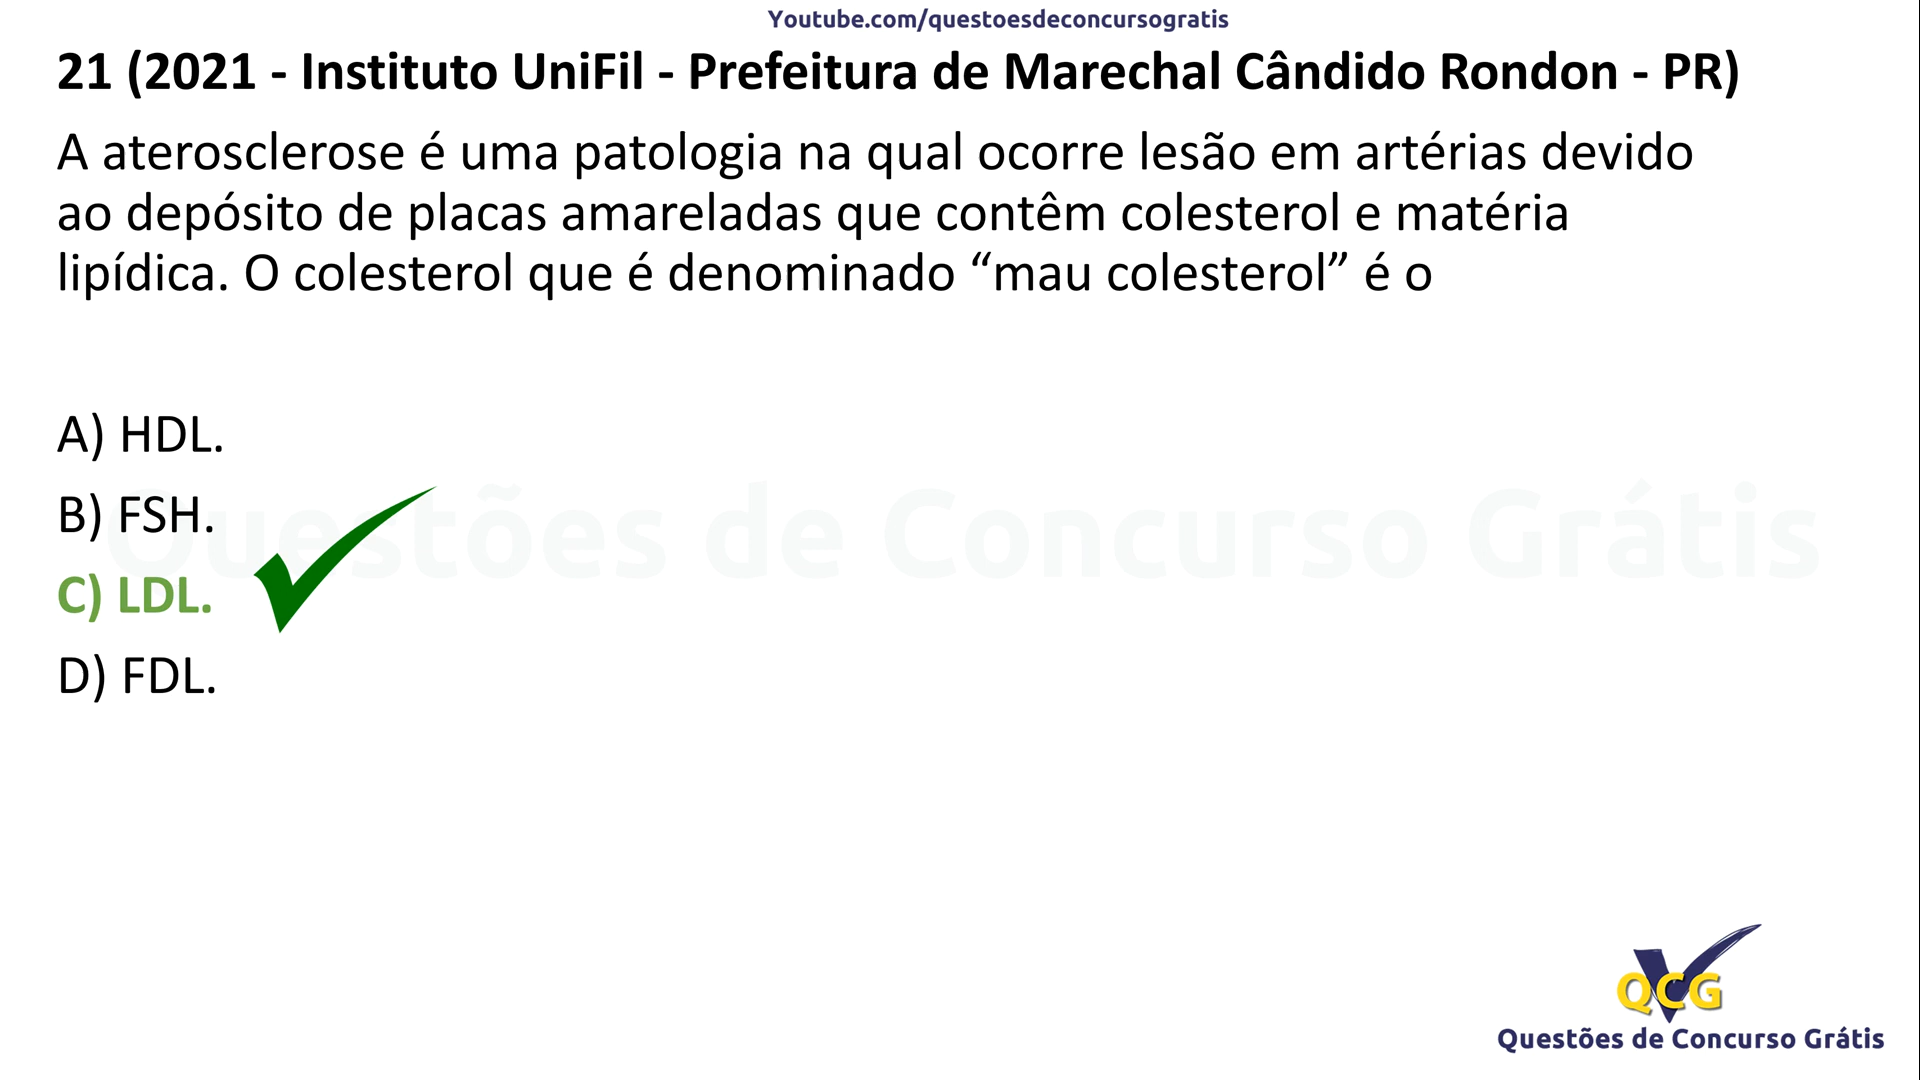 Youtube.com/questoesdeconcursogratis
21 (2021 - Instituto UniFil - Prefeitura de Marechal Cândido Rondon - PR)
A aterosclerose é uma patologia na qual ocorre lesão em artérias devido
ao depósito de placas amareladas que contêm colesterol e matéria
lipídica. O colesterol que é denominado “mau colesterol” é o
A) HDL.
B) FSH.
Questões de Concurso Grátis
C) LDL.
D) FDL.
QCG
Questões de Concurso Grátis